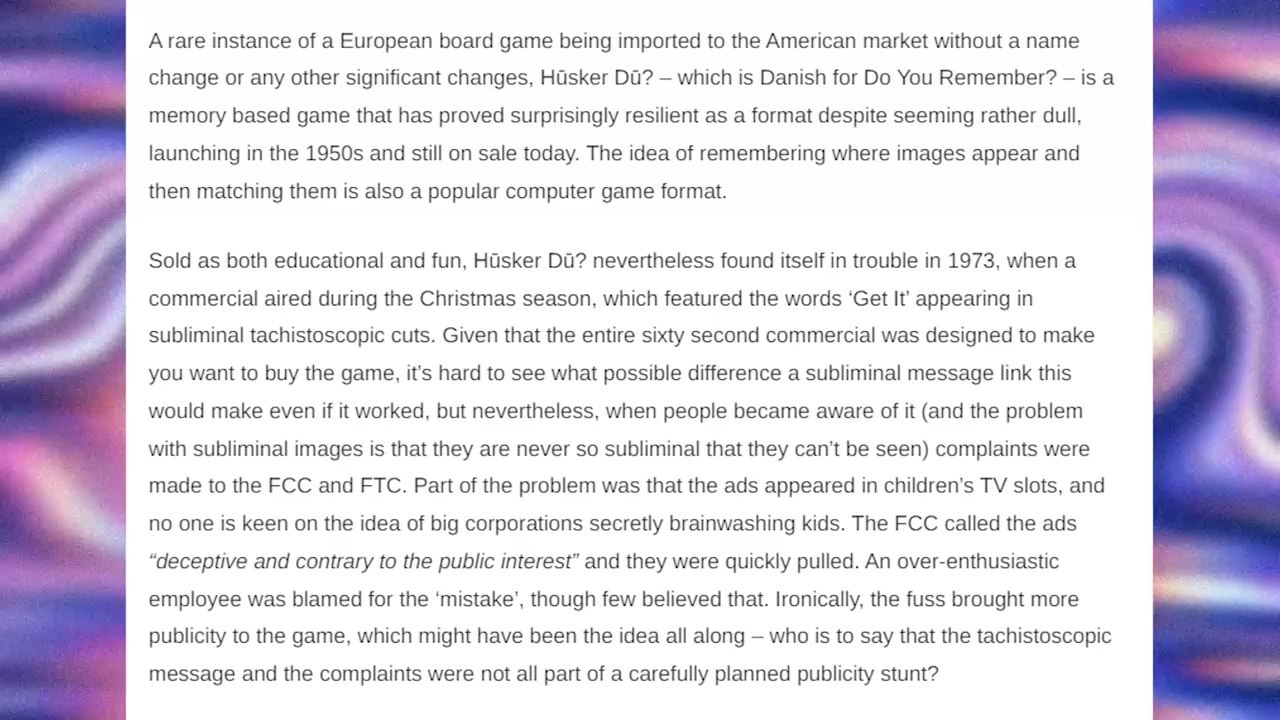 A rare instance of a European board game being imported to the American market without a name
change or any other significant changes, Hūsker Dū? – which is Danish for Do You Remember? – is a
memory based game that has proved surprisingly resilient as a format despite seeming rather dull,
launching in the 1950s and still on sale today. The idea of remembering where images appear and
then matching them is also a popular computer game format.
Sold as both educational and fun, Hūsker Dū? nevertheless found itself in trouble in 1973, when a
commercial aired during the Christmas season, which featured the words ‘Get It’ appearing in
subliminal tachistoscopic cuts. Given that the entire sixty second commercial was designed to make
you want to buy the game, it’s hard to see what possible difference a subliminal message link this
would make even if it worked, but nevertheless, when people became aware of it (and the problem
with subliminal images is that they are never so subliminal that they can’t be seen) complaints were
made to the FCC and FTC. Part of the problem was that the ads appeared in children’s TV slots, and
no one is keen on the idea of big corporations secretly brainwashing kids. The FCC called the ads
“deceptive and contrary to the public interest” and they were quickly pulled. An over-enthusiastic
employee was blamed for the ‘mistake’, though few believed that. Ironically, the fuss brought more
publicity to the game, which might have been the idea all along – who is to say that the tachistoscopic
message and the complaints were not all part of a carefully planned publicity stunt?